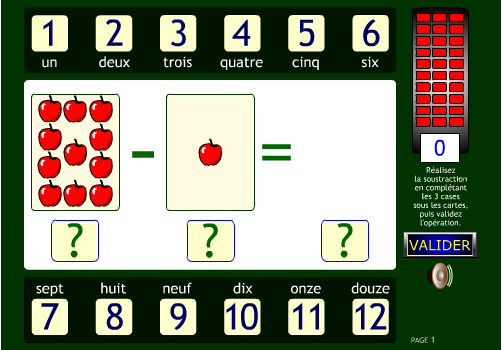 1 2 3 4 5 6
un deux trois quatre cinq six
- =
? ? ?
0
Réalisez
la soustraction
en complétant
les 3 cases
sous les cartes,
puis validez
l'opération.
VALIDER
sept huit neuf dix onze douze
7 8 9 10 11 12
PAGE 1